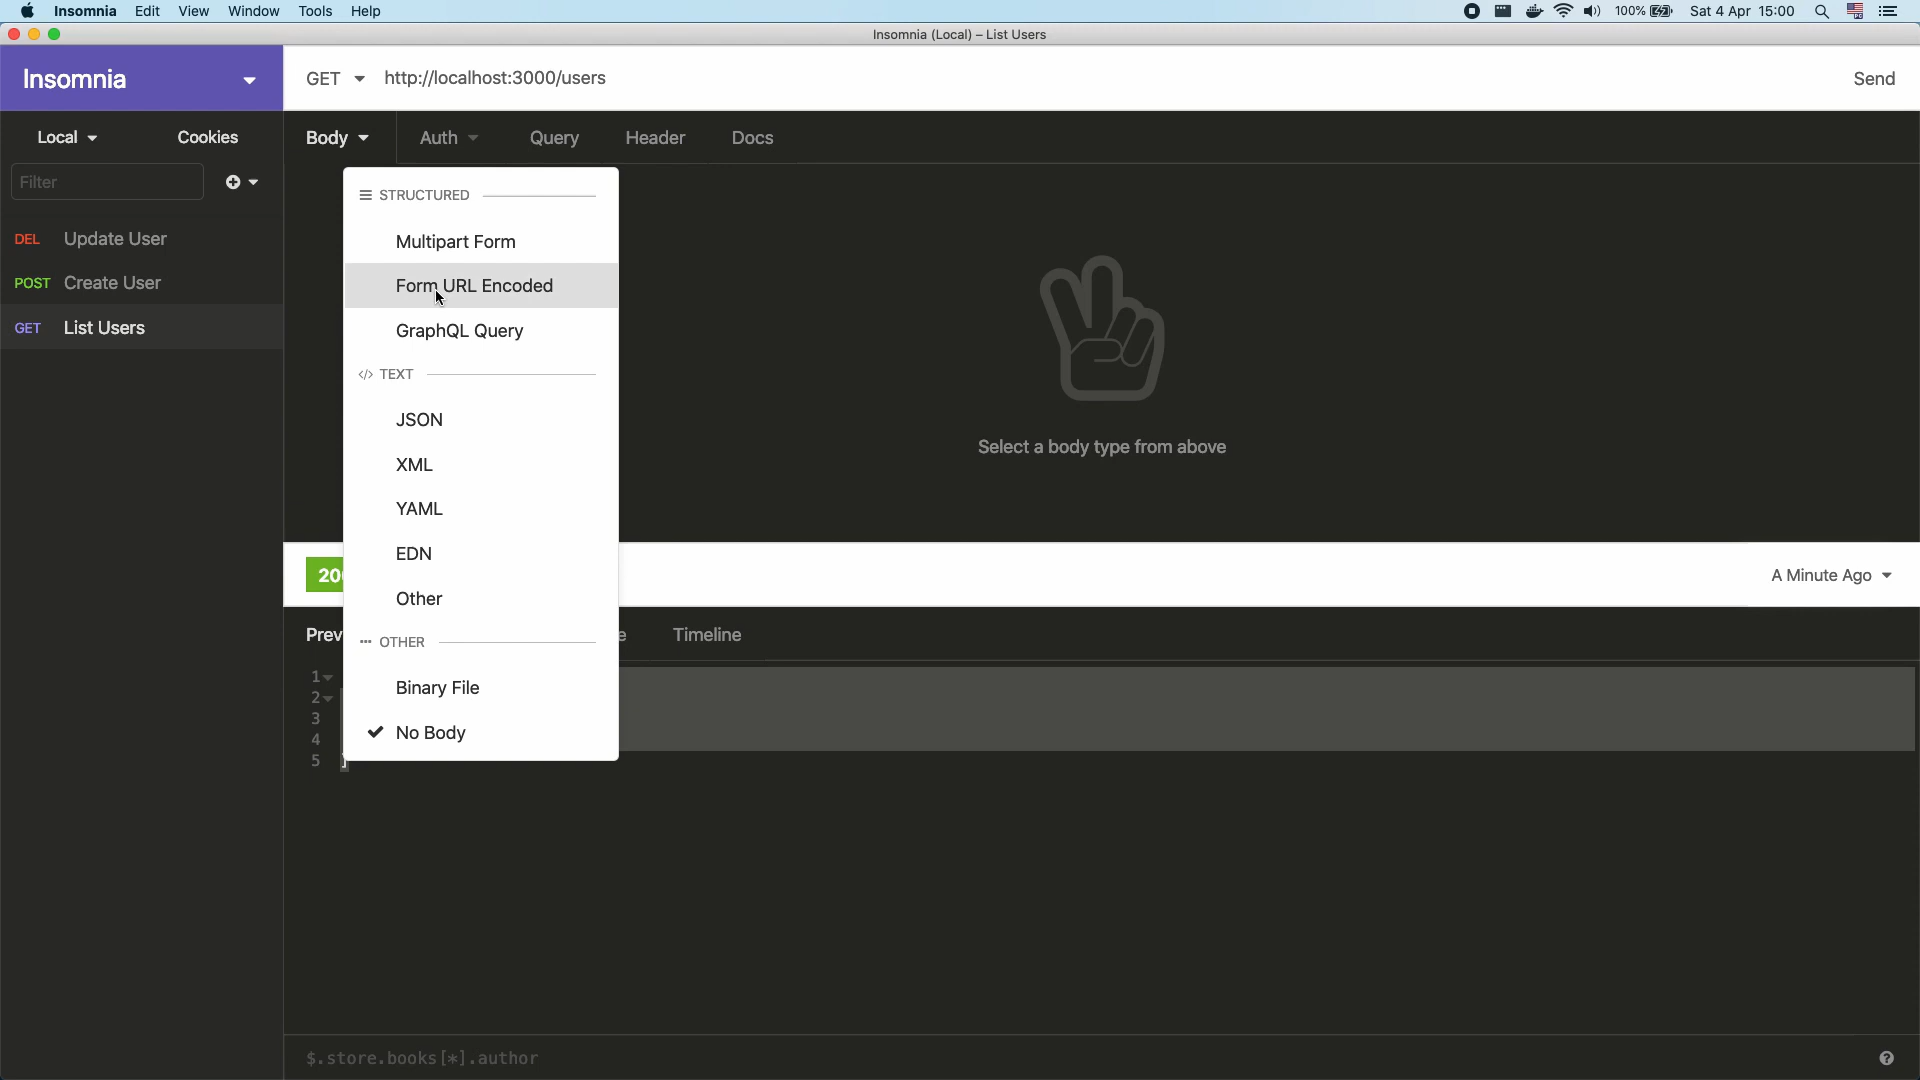 Insomnia Edit View Window Tools Help 100% Sat 4 Apr 15:00
Insomnia (Local) – List Users
Insomnia
GET http://localhost:3000/users Send
Local Cookies
Body Auth Query Header Docs
Filter
STRUCTURED
Multipart Form
Form URL Encoded
GraphQL Query
DEL Update User
POST Create User
GET List Users
</> TEXT
JSON
XML
YAML
EDN
Other
Select a body type from above
A Minute Ago
OTHER
Binary File
No Body
Timeline
1
2
3
4
5 ]
$.store.books[*].author